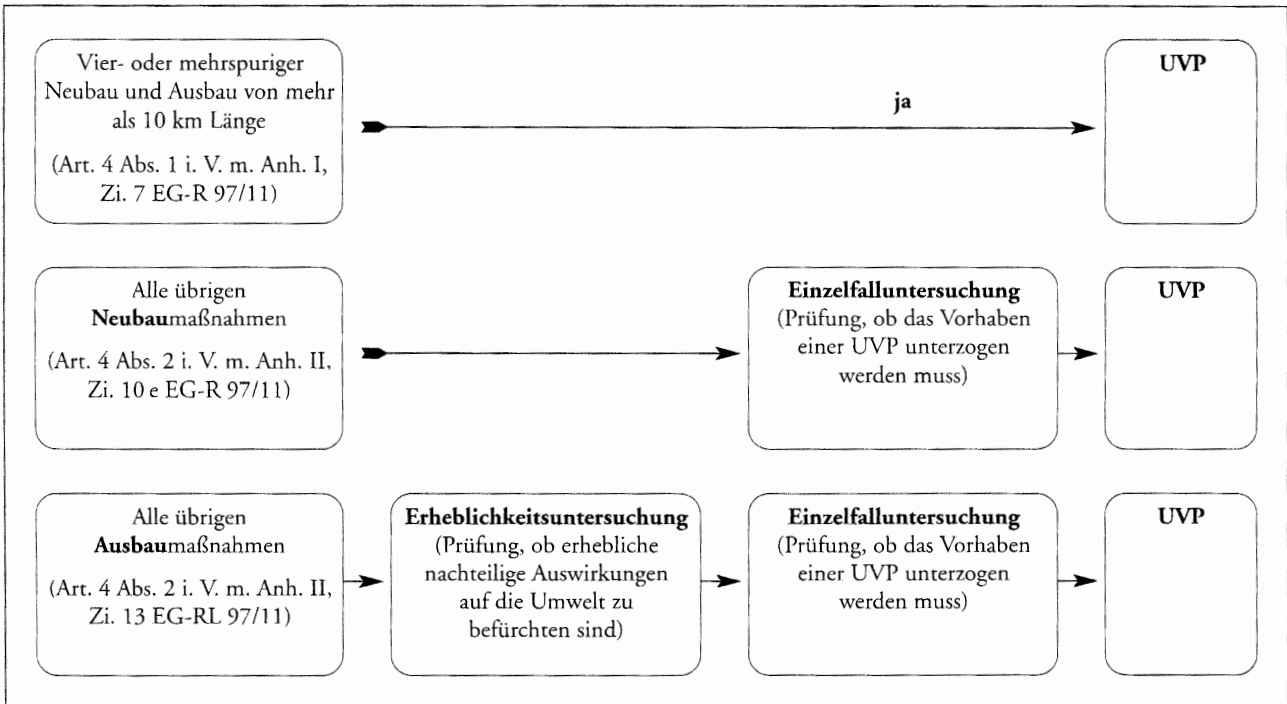 Vier- oder mehrspuriger
Neubau und Ausbau von mehr
als 10 km Länge
(Art. 4 Abs. 1 i. V. m. Anh. I,
Zi. 7 EG-R 97/11)
ja
UVP
Alle übrigen
Neubaumaßnahmen
(Art. 4 Abs. 2 i. V. m. Anh. II,
Zi. 10 e EG-R 97/11)
Einzelfalluntersuchung
(Prüfung, ob das Vorhaben
einer UVP unterzogen
werden muss)
UVP
Alle übrigen
Ausbaumaßnahmen
(Art. 4 Abs. 2 i. V. m. Anh. II,
Zi. 13 EG-RL 97/11)
Erheblichkeitsuntersuchung
(Prüfung, ob erhebliche
nachteilige Auswirkungen
auf die Umwelt zu
befürchten sind)
Einzelfalluntersuchung
(Prüfung, ob das Vorhaben
einer UVP unterzogen
werden muss)
UVP